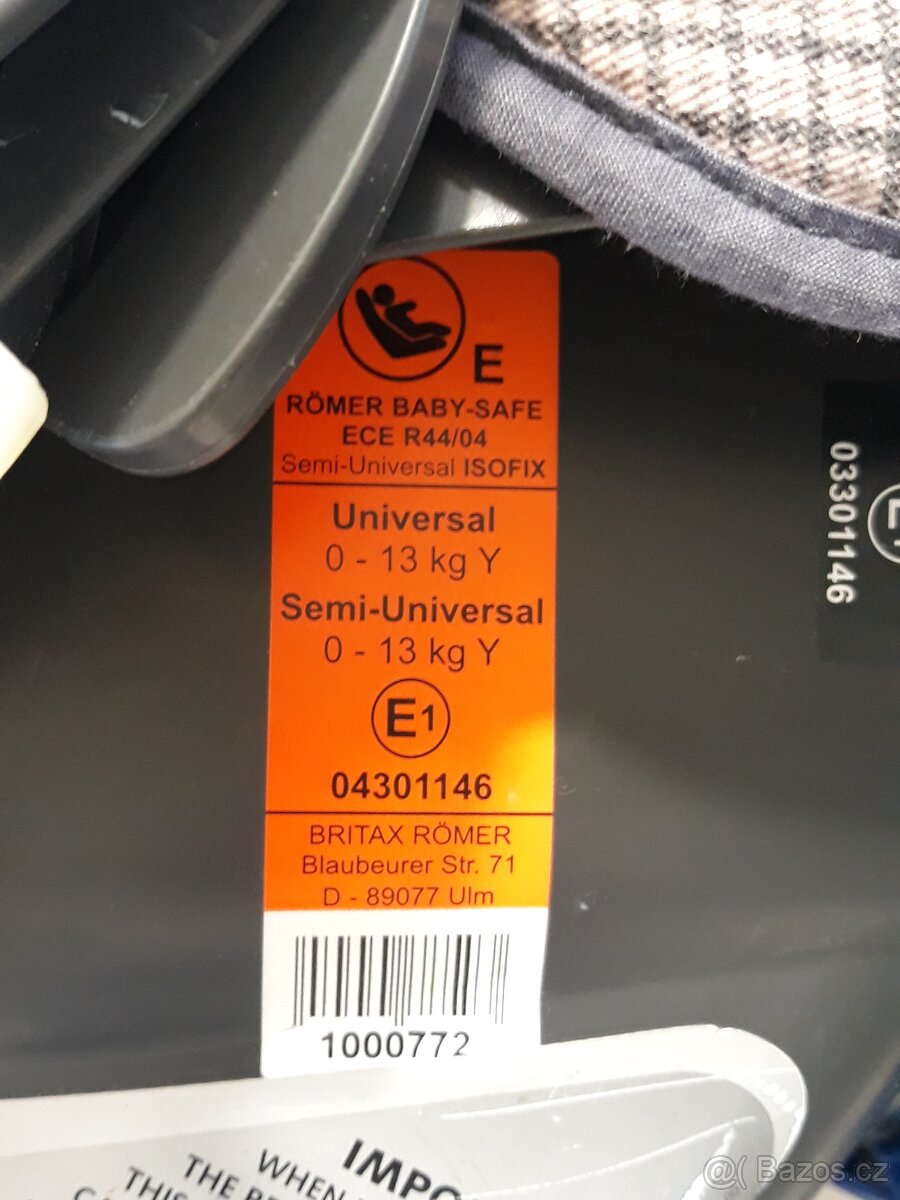 E
RÖMER BABY-SAFE
ECE R44/04
Semi-Universal ISOFIX
Universal
0 - 13 kg Y
Semi-Universal
0 - 13 kg Y
E1
04301146
BRITAX RÖMER
Blaubeurer Str. 71
D - 89077 Ulm
1000772
03301146
WHEN
THE
THIS
@( Bazos.cz